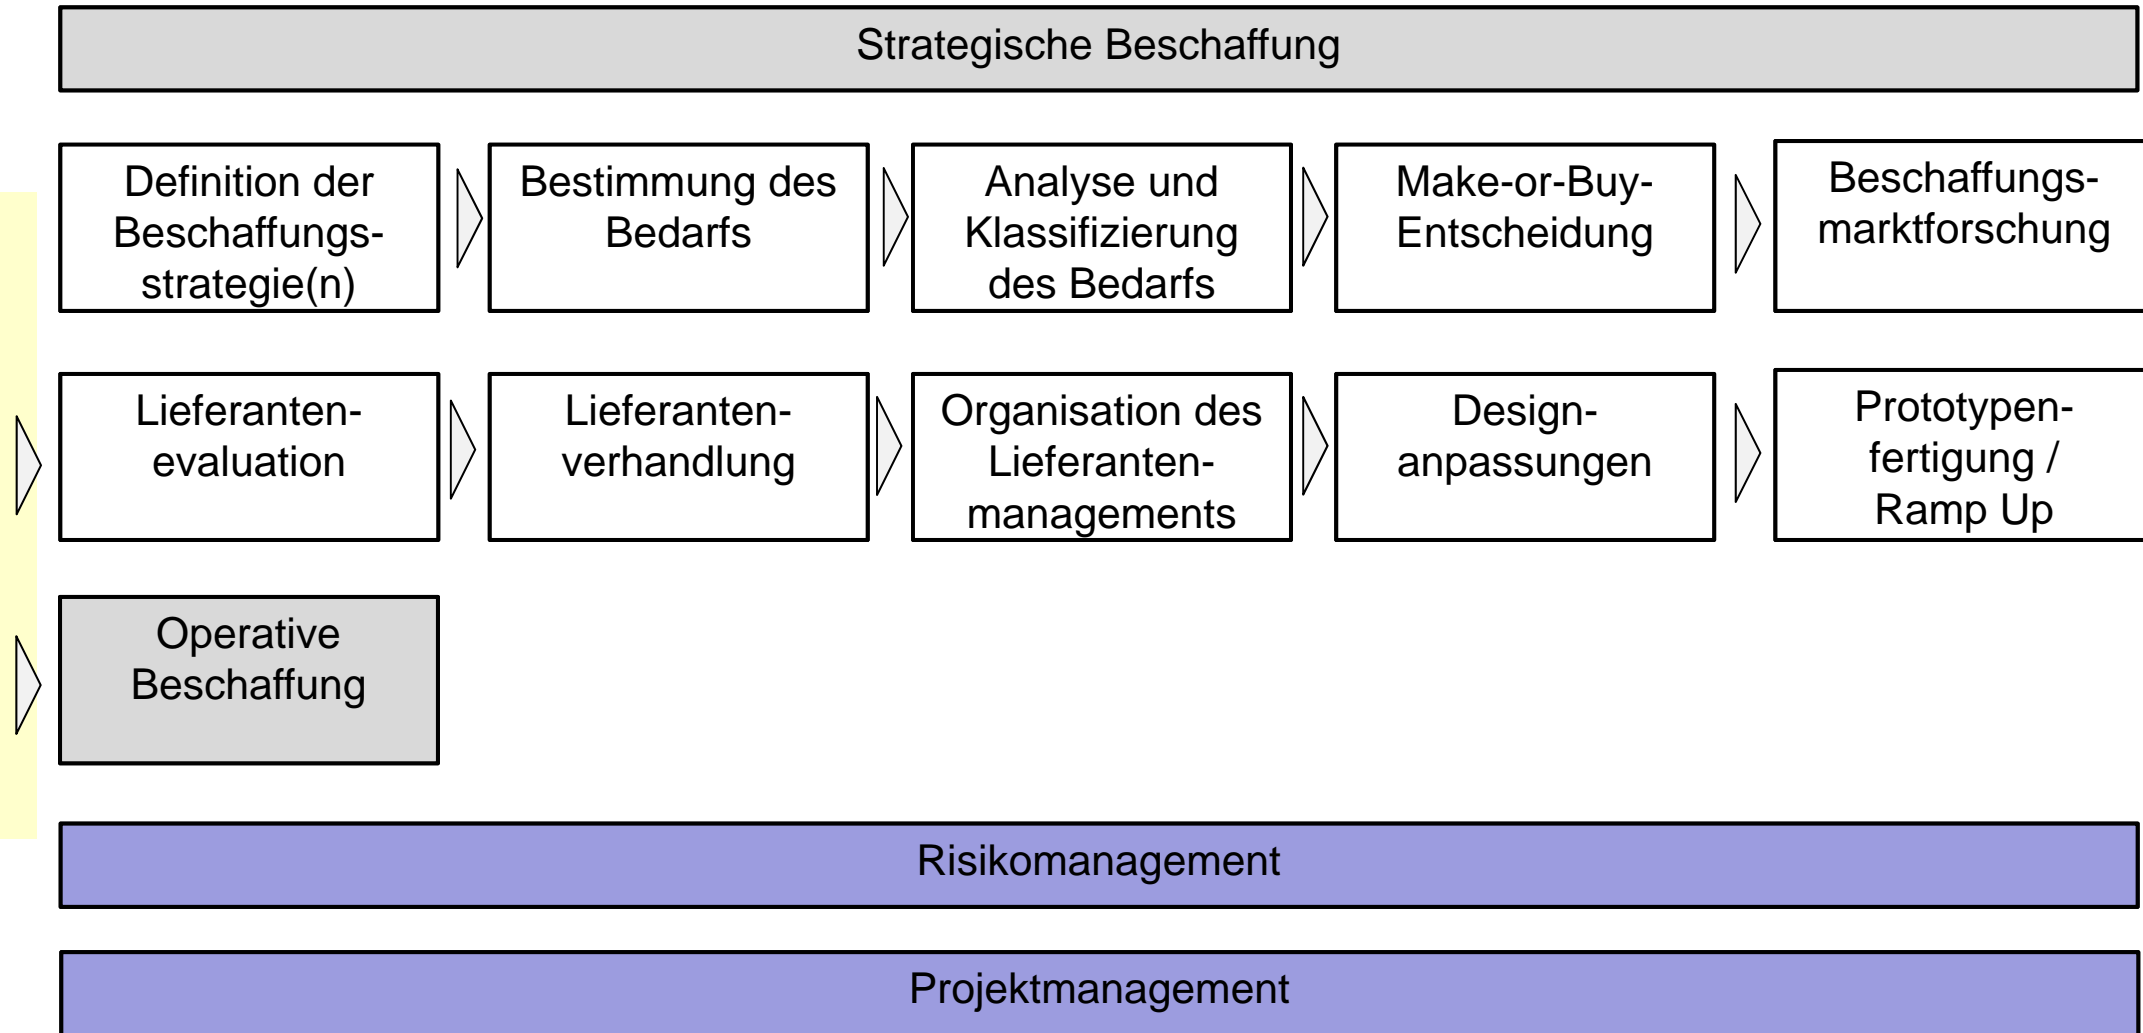 Strategische Beschaffung
Definition der
Beschaffungs-
strategie(n)
Bestimmung des
Bedarfs
Analyse und
Klassifizierung
des Bedarfs
Make-or-Buy-
Entscheidung
Beschaffungs-
marktforschung
Lieferanten-
evaluation
Lieferanten-
verhandlung
Organisation des
Lieferanten-
managements
Design-
anpassungen
Prototypen-
fertigung /
Ramp Up
Operative
Beschaffung
Risikomanagement
Projektmanagement